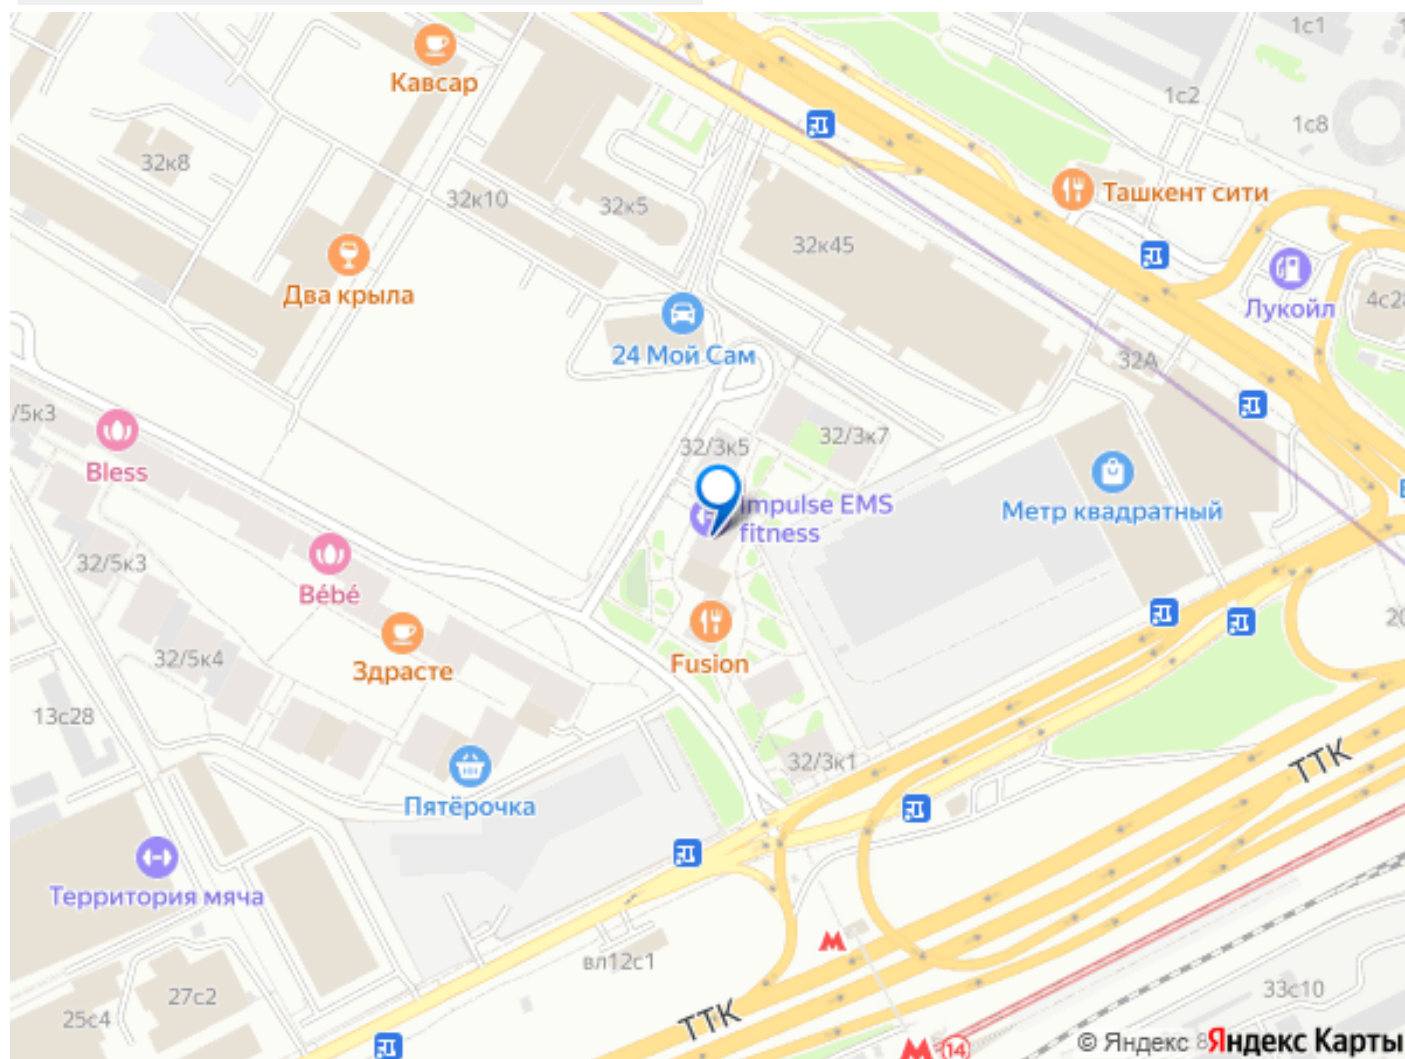 1с1
Кавсар
1с2
1с8
32к8
32к10
32к5
Ташкент сити
32к45
Два крыла
Лукойл
4с28
24 Мой Сам
32А
/5к3
32/3к5
32/3к7
Bless
Impulse EMS
fitness
Метр квадратный
32/5к3
Bébé
Fusion
32/5к4
Здрасте
13с28
32/3к1
ТТК
Пятёрочка
Территория мяча
вл12с1
27с2
25с4
ТТК
33с10
14
© Яндекс 8
Яндекс Карты